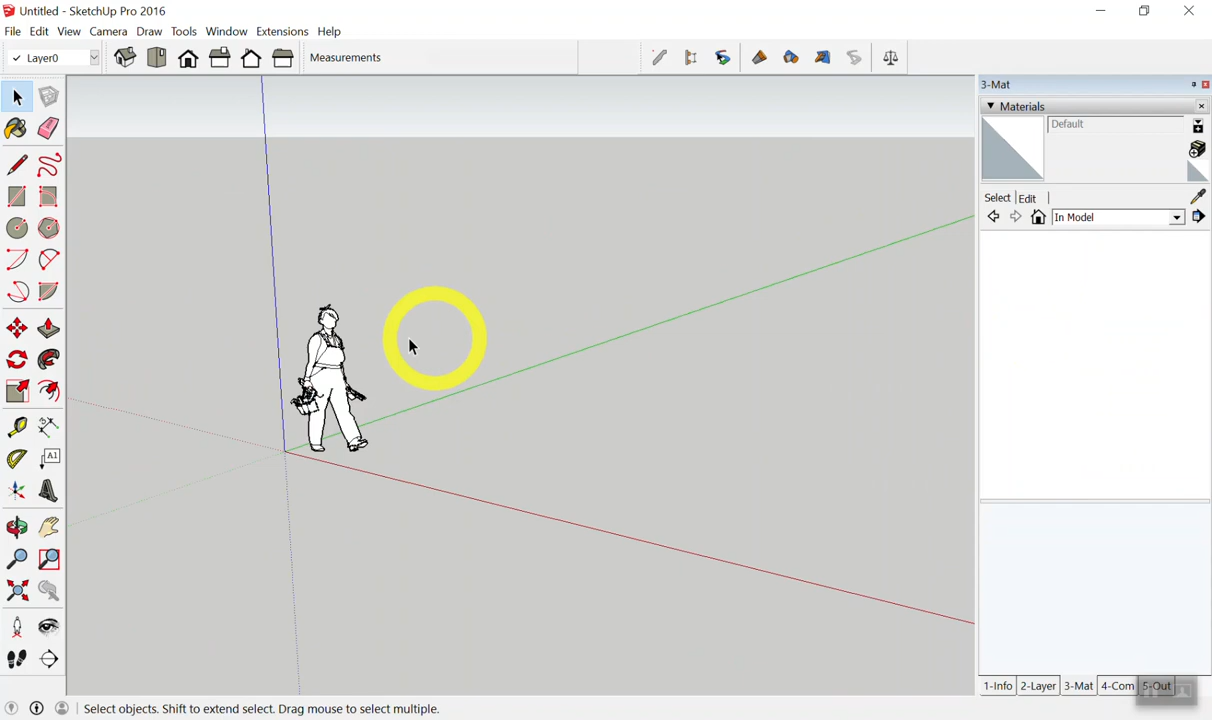 Untitled - SketchUp Pro 2016
File Edit View Camera Draw Tools Window Extensions Help
Layer0
Measurements
3-Mat
Materials
Default
Select Edit
In Model
A1
1-Info 2-Layer 3-Mat 4-Com 5-Out
Select objects. Shift to extend select. Drag mouse to select multiple.